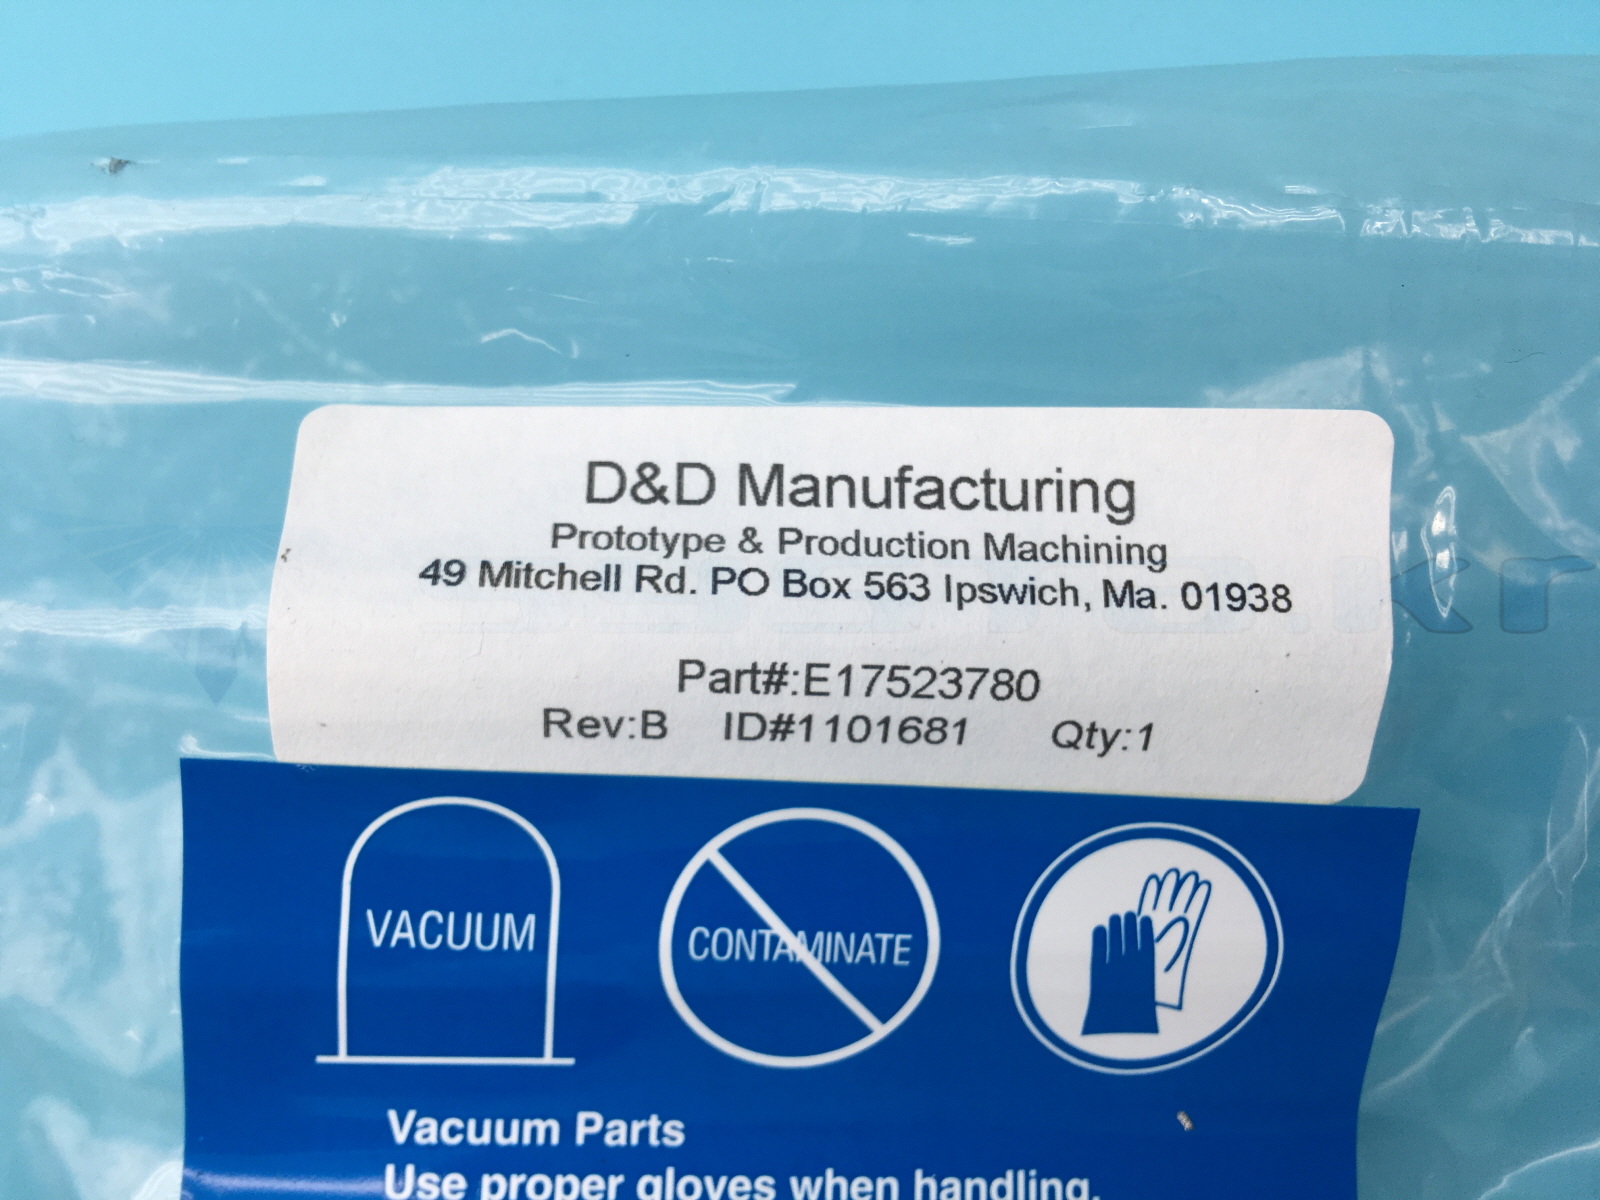 D&D Manufacturing
Prototype & Production Machining
49 Mitchell Rd. PO Box 563 Ipswich, Ma. 01938
Part#:E17523780
Rev:B ID#1101681 Qty:1
VACUUM
CONTAMINATE
Vacuum Parts
Use proper gloves when handling.